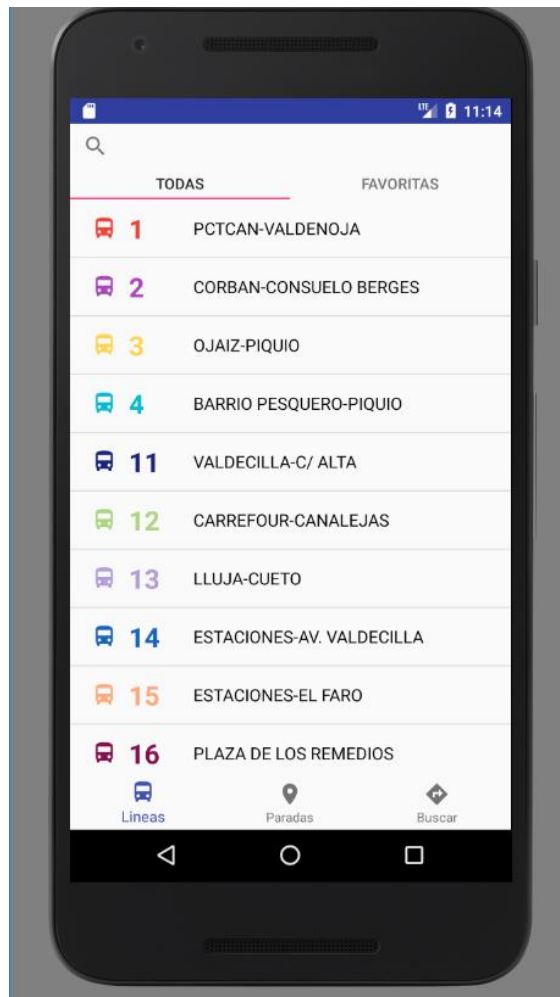 LTE 11:14
TODAS FAVORITAS
1 PCTCAN-VALDENOJA
2 CORBAN-CONSUELO BERGES
3 OJAIZ-PIQUIO
4 BARRIO PESQUERO-PIQUIO
11 VALDECILLA-C/ ALTA
12 CARREFOUR-CANALEJAS
13 LLUJA-CUETO
14 ESTACIONES-AV. VALDECILLA
15 ESTACIONES-EL FARO
16 PLAZA DE LOS REMEDIOS
Lineas Paradas Buscar